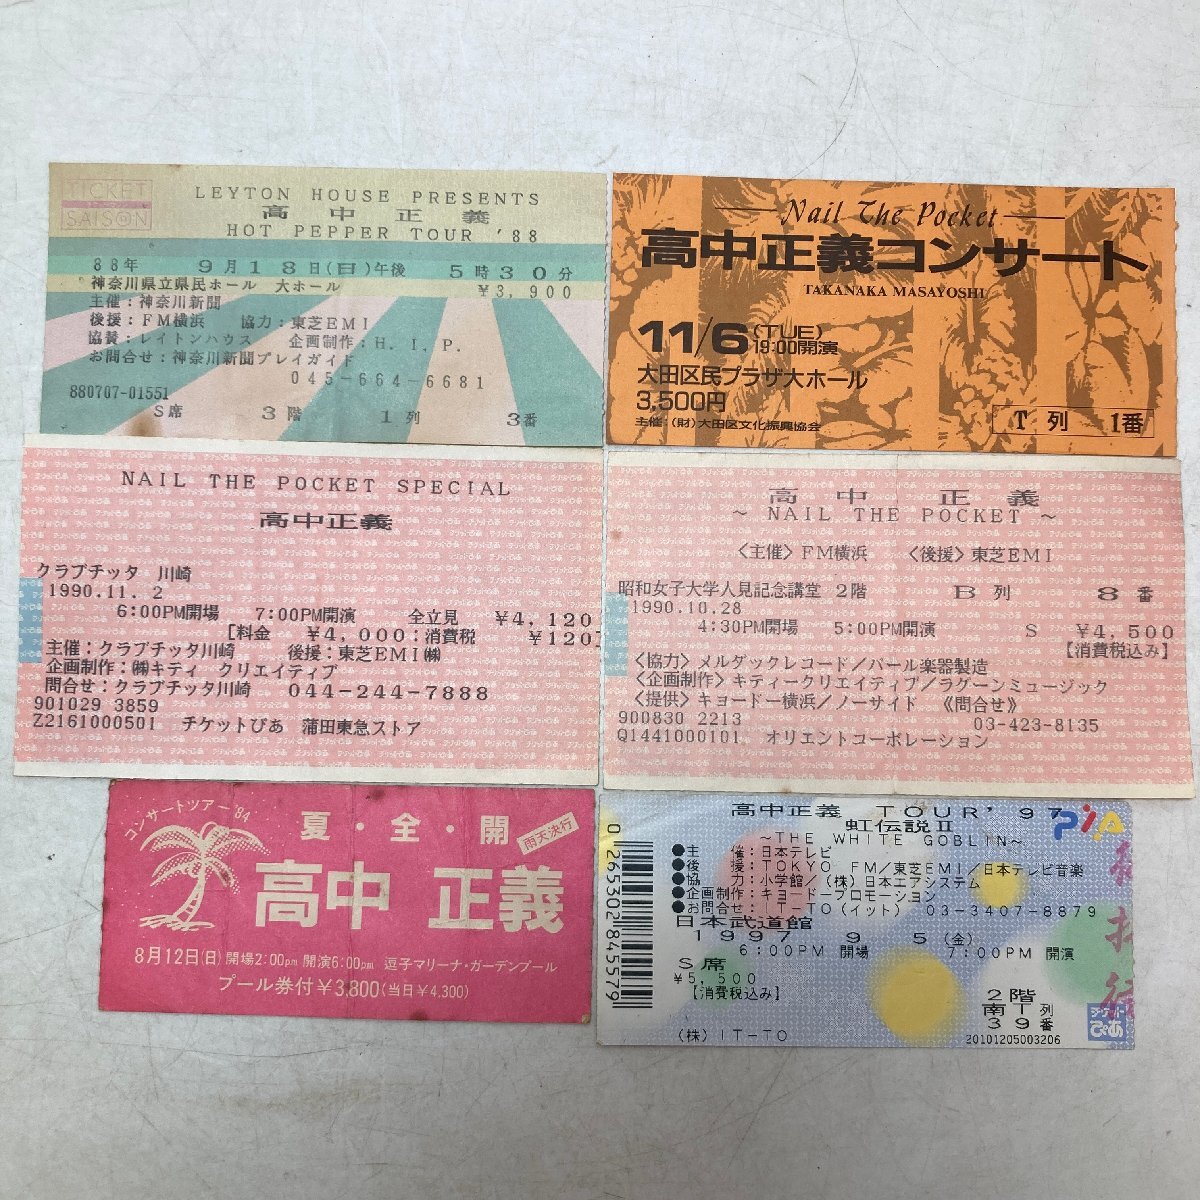 TICKET
SAISON
LEYTON HOUSE PRESENTS
高中正義
HOT PEPPER TOUR '88
88年 9月18日(日)午後 5時30分
神奈川県立県民ホール 大ホール ¥3,900
主催：神奈川新聞
後援：FM横浜 協力：東芝EMI
協賛：レイトンハウス 企画制作：H.I.P.
お問合せ：神奈川新聞プレイガイド
045-664-6681
880707-01551
S席 3階 1列 3番
Nail The Pocket
高中正義コンサート
TAKANAKA MASAYOSHI
11/6(TUE)
19:00開演
大田区民プラザ大ホール
3,500円
主催：(財)大田区文化振興協会
T列 1番
NAIL THE POCKET SPECIAL
高中正義
クラブチッタ 川崎
1990.11.2
6:00PM開場 7:00PM開演 全立見 ¥4,120
[料金 ¥4,000：消費税 ¥120
主催：クラブチッタ川崎 後援：東芝EMI㈱
企画制作：㈱キティ クリエイティブ
問合せ：クラブチッタ川崎 044-244-7888
901029 3859
Z2161000501 チケットぴあ 蒲田東急ストア
高中 正義
～NAIL THE POCKET～
〈主催〉FM横浜 〈後援〉東芝EMI
昭和女子大学人見記念講堂 2階 B列 8番
1990.10.28
4:30PM開場 5:00PM開演 S ¥4,500
【消費税込み】
〈協力〉メルダックレコード／パール楽器製造
〈企画制作〉キティークリエイティブ／ラグーンミュージック
〈提供〉キョードー横浜／ノーサイド 《問合せ》
900830 2213 03-423-8135
Q1441000101 オリエントコーポレーション
コンサートツアー'84
夏・全・開
雨天決行
高中 正義
8月12日(日)開場2:00pm 開演6:00pm 逗子マリーナ・ガーデンプール
プール券付¥3,800(当日¥4,300)
高中正義 TOUR'97
虹伝説II
～THE WHITE GOBLIN～
PiA
●主催：日本テレビ
●後援：TOKYO FM／東芝EMI／日本テレビ音楽
●協力：小学館／(株)日本エアシステム
●企画制作：キョードープロモーション
●お問合せ：IT-TO(イット) 03-3407-8879
日本武道館
1997 9 5(金)
6:00PM 開場 7:00PM 開演
S席
¥5,500
【消費税込み】
2階
南T列
39番
(株)IT-TO
20101205003206
チケットぴあ
0126530284557９